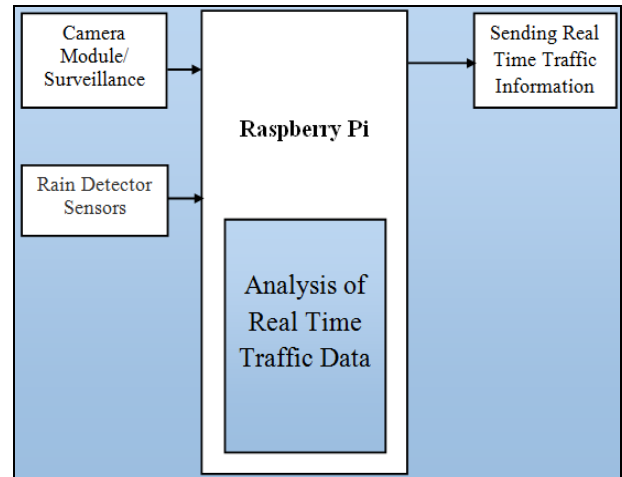 Camera
Module/
Surveillance
Sending Real
Time Traffic
Information
Raspberry Pi
Rain Detector
Sensors
Analysis of
Real Time
Traffic Data